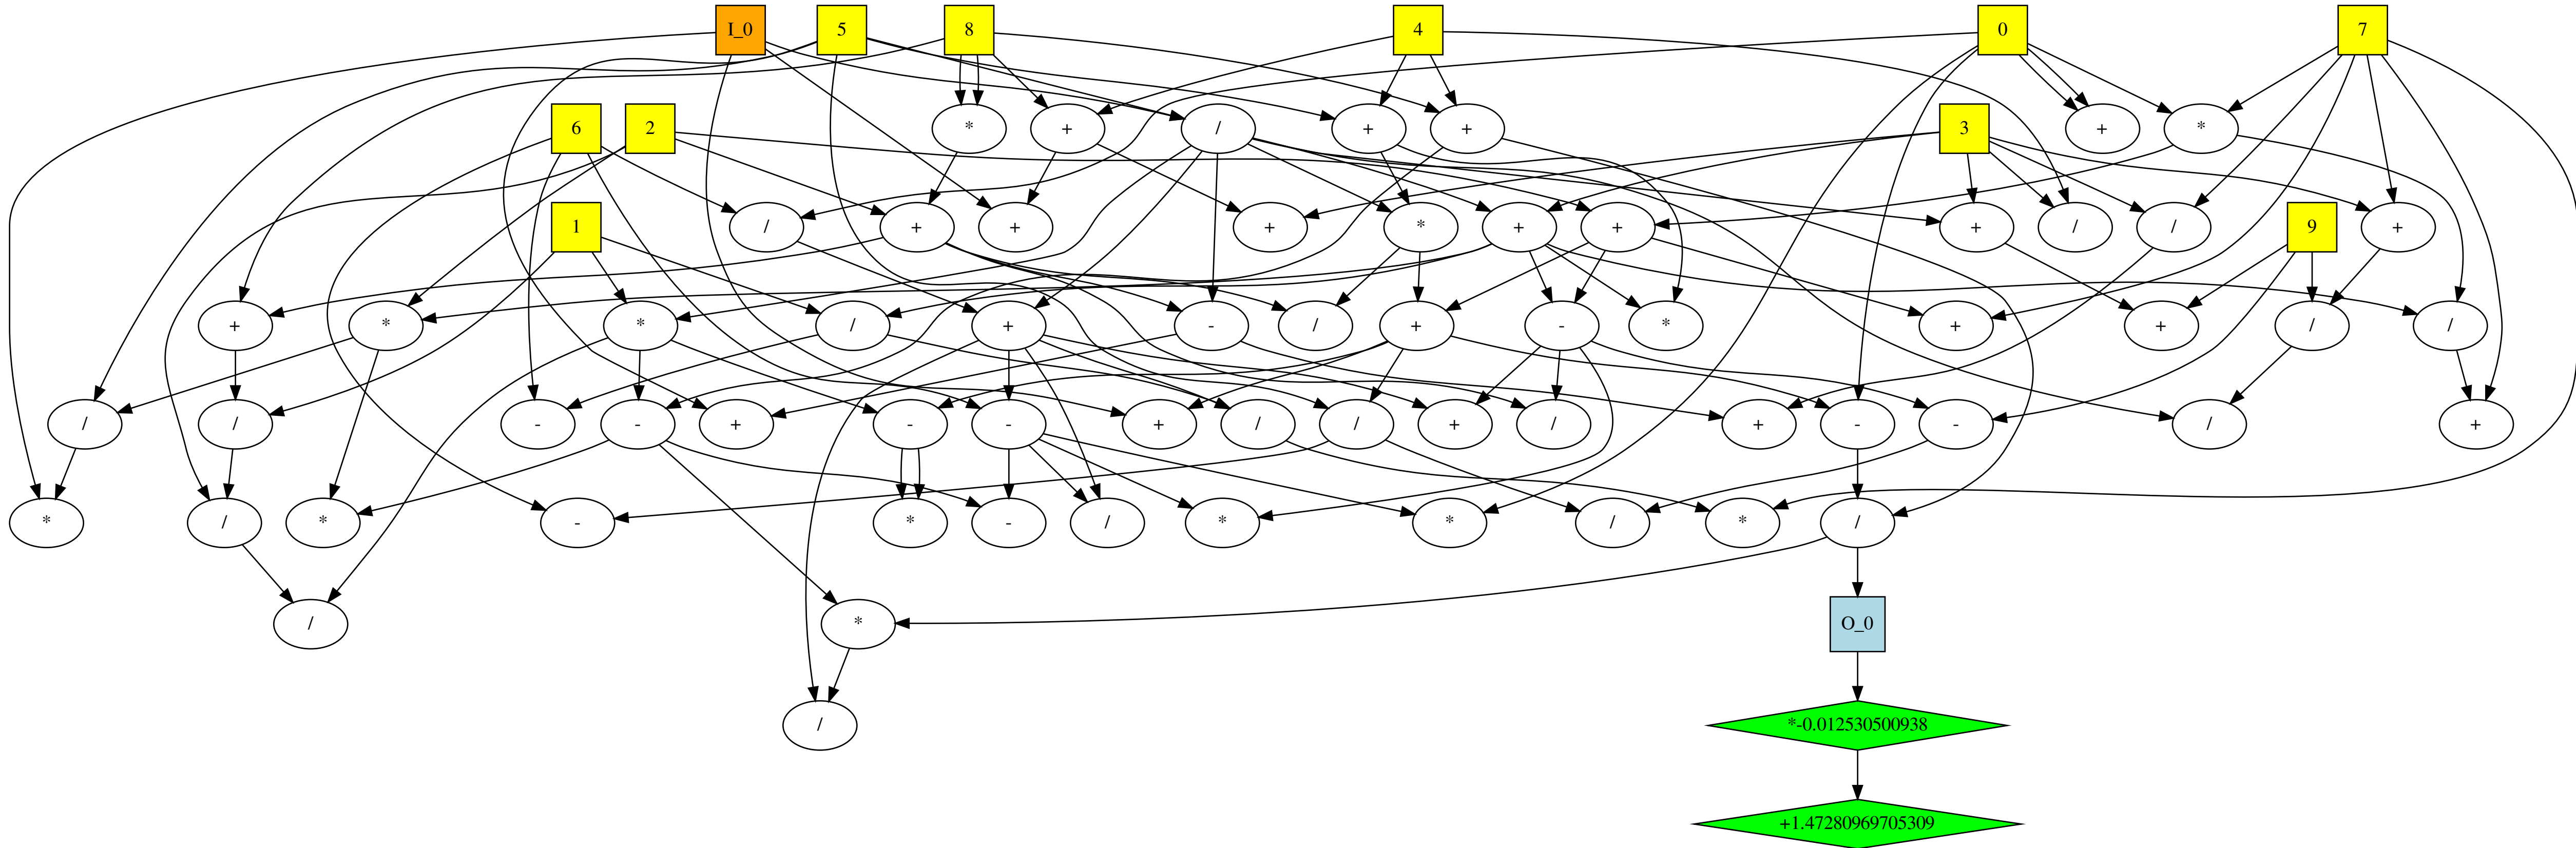 I_0 5 8 4 0 7
6 2 * + / + + 3 + *
1 / + + + * + + + / / 9 +
+ * * / + - / + - * + + / /
/ / - - + - - + / / + / + - - / +
* / * - * - / * * / * /
/ * O_0
/ *-0.012530500938
+1.47280969705309